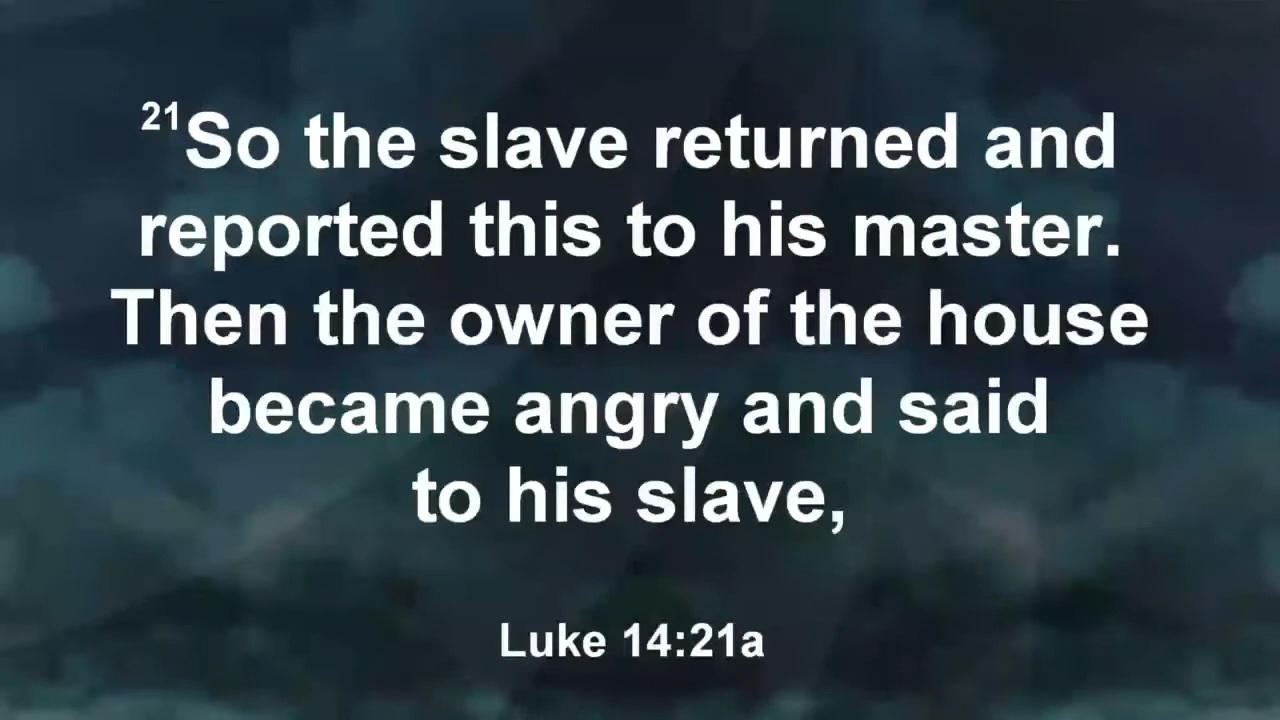 21So the slave returned and
reported this to his master.
Then the owner of the house
became angry and said
to his slave,
Luke 14:21a